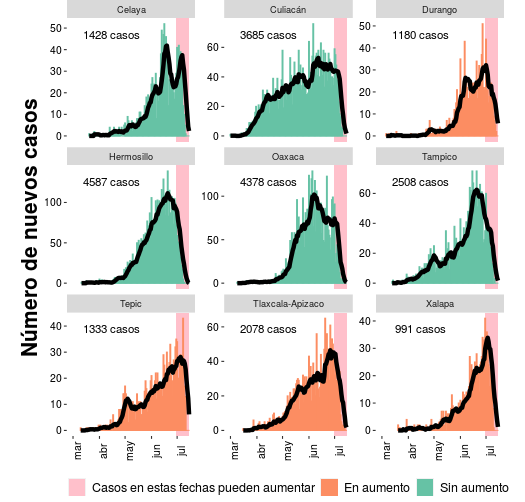 Número de nuevos casos
Celaya
1428 casos
50
40
30
20
10
0
Culiacán
3685 casos
60
40
20
0
Durango
1180 casos
50
40
30
20
10
0
Hermosillo
4587 casos
100
50
0
Oaxaca
4378 casos
100
50
0
Tampico
2508 casos
60
40
20
0
Tepic
1333 casos
40
30
20
10
0
mar
abr
may
jun
jul
Tlaxcala-Apizaco
2078 casos
60
40
20
0
mar
abr
may
jun
jul
Xalapa
991 casos
40
30
20
10
0
mar
abr
may
jun
jul
Casos en estas fechas pueden aumentar
En aumento
Sin aumento